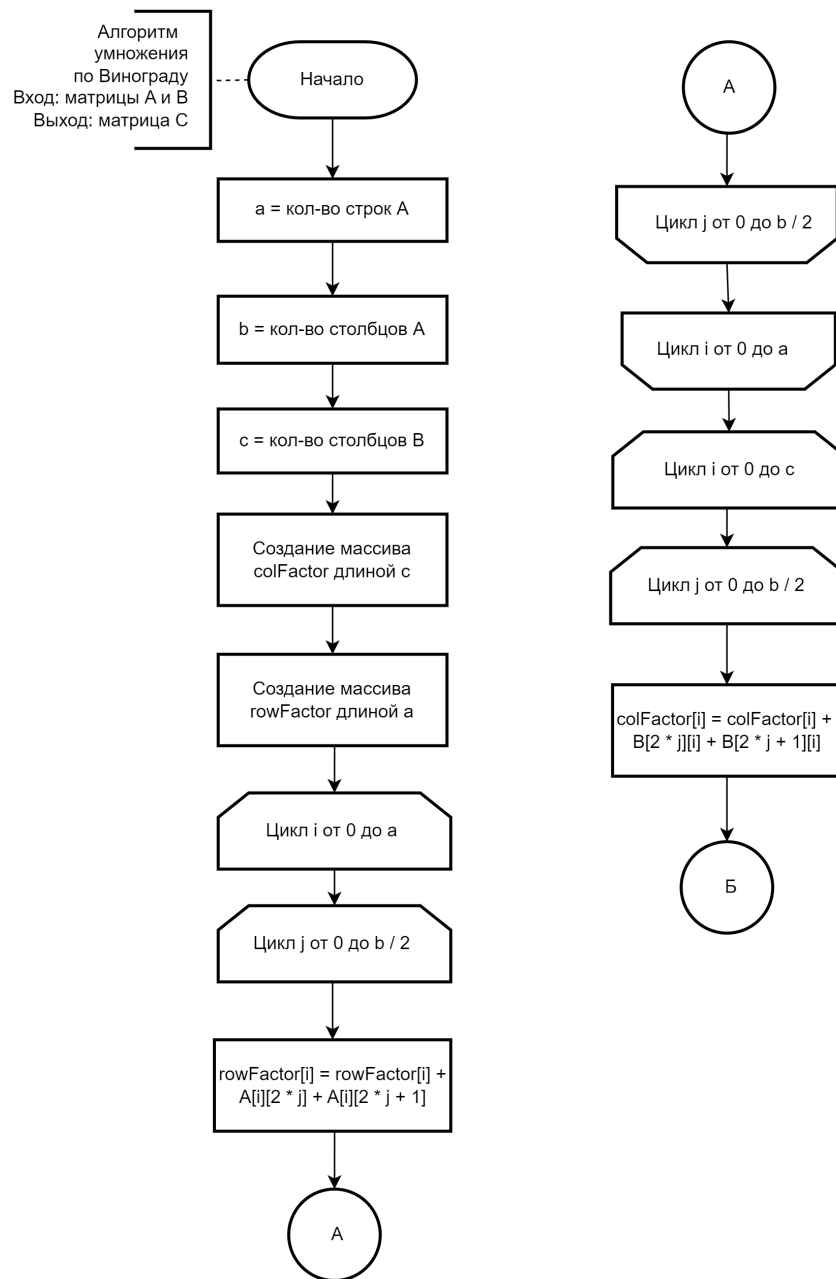 Алгоритм
умножения
по Винограду
Вход: матрицы A и B
Выход: матрица C
Начало
a = кол-во строк A
b = кол-во столбцов A
c = кол-во столбцов B
Создание массива
colFactor длиной c
Создание массива
rowFactor длиной a
Цикл i от 0 до a
Цикл j от 0 до b / 2
rowFactor[i] = rowFactor[i] +
A[i][2 * j] + A[i][2 * j + 1]
А
А
Цикл j от 0 до b / 2
Цикл i от 0 до a
Цикл i от 0 до c
Цикл j от 0 до b / 2
colFactor[i] = colFactor[i] +
B[2 * j][i] + B[2 * j + 1][i]
Б